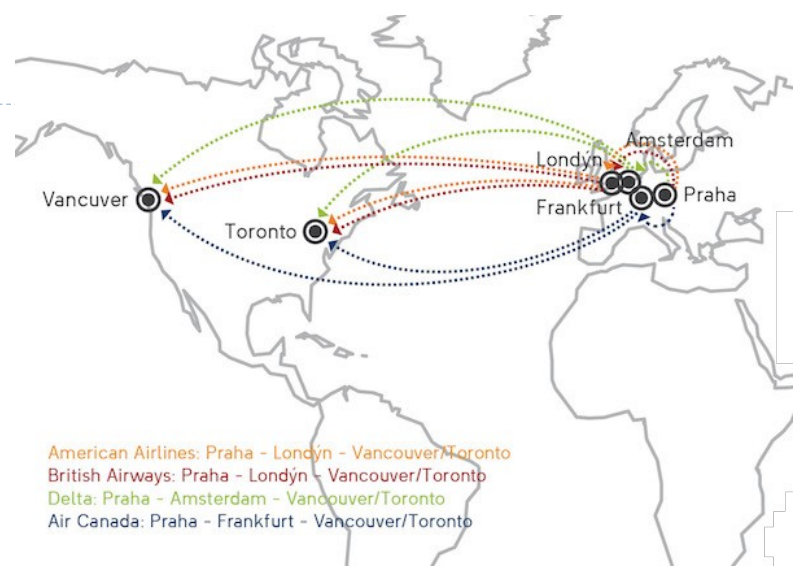 Amsterdam
Londýn
Vancuver
Praha
Frankfurt
Toronto
American Airlines: Praha - Londýn - Vancouver/Toronto
British Airways: Praha - Londýn - Vancouver/Toronto
Delta: Praha - Amsterdam - Vancouver/Toronto
Air Canada: Praha - Frankfurt - Vancouver/Toronto